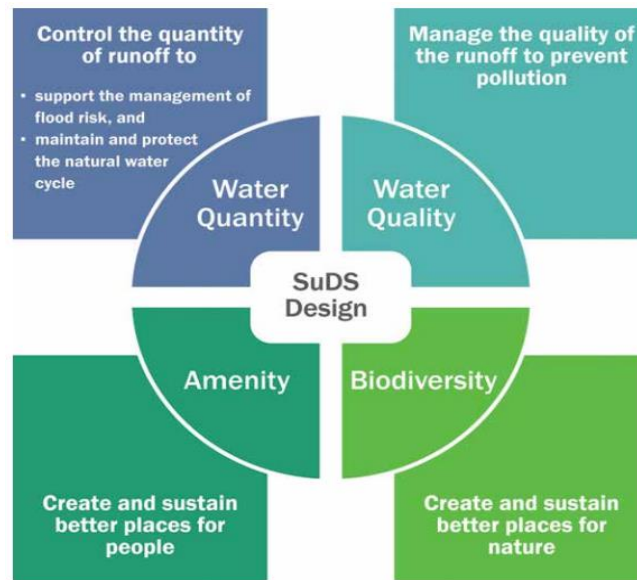 Control the quantity
of runoff to
• support the management of
flood risk, and
• maintain and protect
the natural water
cycle
Manage the quality of
the runoff to prevent
pollution
Water
Quantity
Water
Quality
SuDS
Design
Amenity
Biodiversity
Create and sustain
better places for
people
Create and sustain
better places for
nature